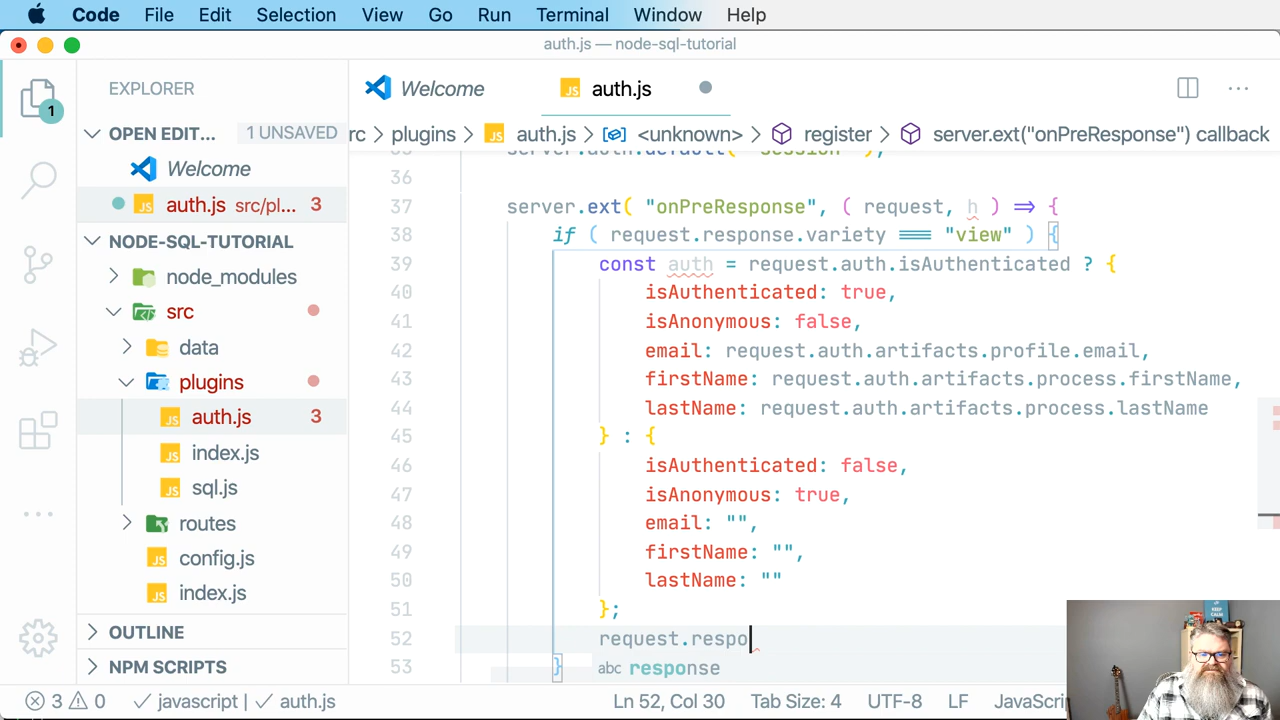 Code File Edit Selection View Go Run Terminal Window Help
auth.js — node-sql-tutorial
EXPLORER
Welcome
auth.js
OPEN EDIT... 1 UNSAVED
Welcome
auth.js src/pl... 3
NODE-SQL-TUTORIAL
node_modules
src
data
plugins
auth.js 3
index.js
sql.js
routes
config.js
index.js
OUTLINE
NPM SCRIPTS
1
rc > plugins > auth.js > <unknown> > register > server.ext("onPreResponse") callback
server.auth.default( "session" );
36
37 server.ext( "onPreResponse", ( request, h ) => {
38 if ( request.response.variety === "view" ) {
39 const auth = request.auth.isAuthenticated ? {
40 isAuthenticated: true,
41 isAnonymous: false,
42 email: request.auth.artifacts.profile.email,
43 firstName: request.auth.artifacts.process.firstName,
44 lastName: request.auth.artifacts.process.lastName
45 } : {
46 isAuthenticated: false,
47 isAnonymous: true,
48 email: "",
49 firstName: "",
50 lastName: ""
51 };
52 request.respo
53 }
abc response
3 0 javascript | auth.js Ln 52, Col 30 Tab Size: 4 UTF-8 LF JavaScri